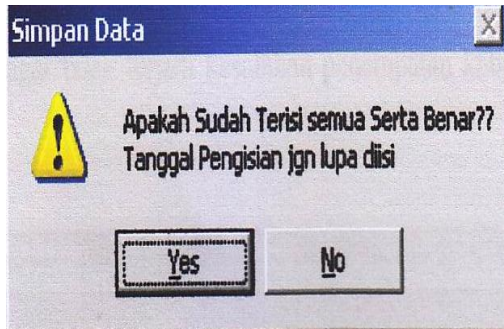 Simpan Data
Apakah Sudah Terisi semua Serta Benar??
Tanggal Pengisian jgn lupa diisi
Yes
No